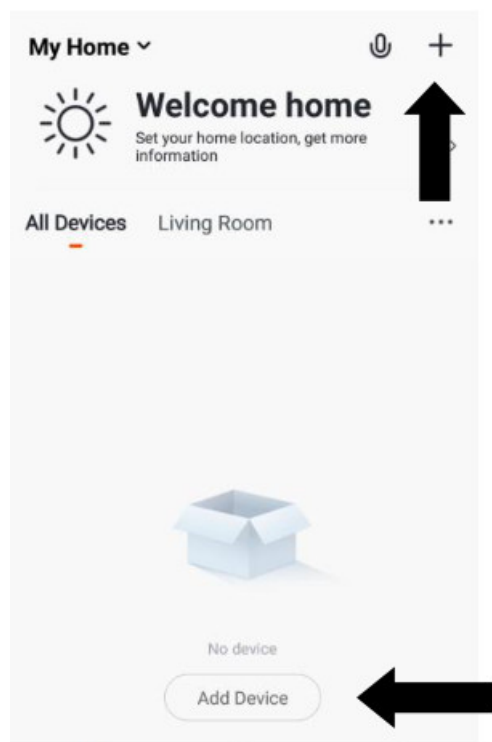 My Home
Welcome home
Set your home location, get more
information
All Devices Living Room
No device
Add Device